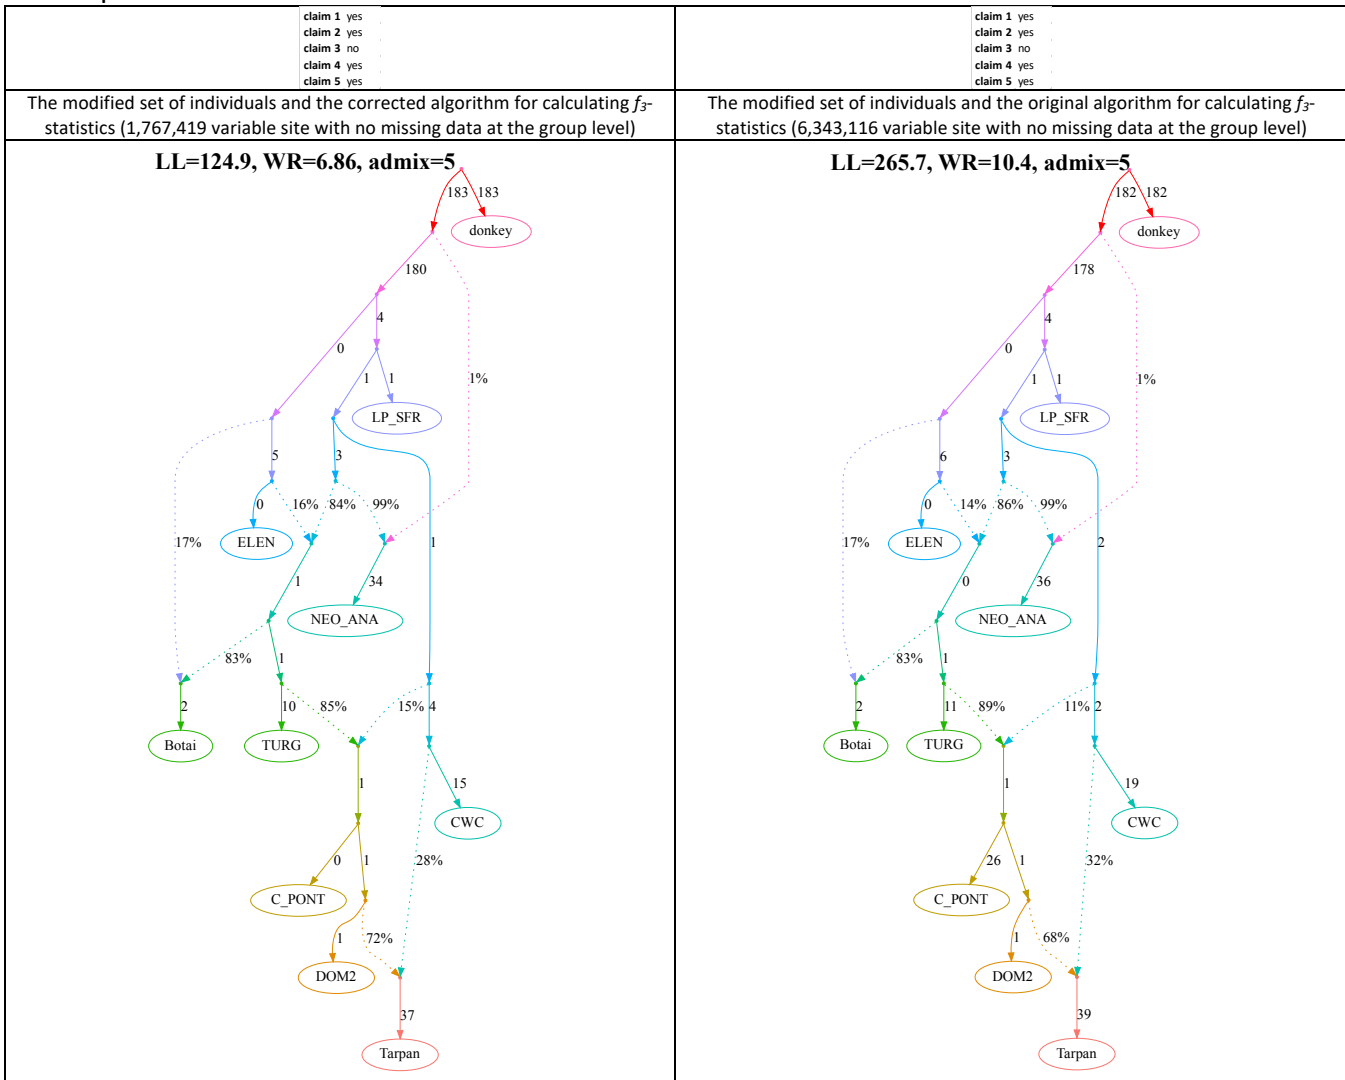 claim 1 yes
claim 2 yes
claim 3 no
claim 4 yes
claim 5 yes
The modified set of individuals and the corrected algorithm for calculating f3-
statistics (1,767,419 variable site with no missing data at the group level)
LL=124.9, WR=6.86, admix=5
183 183
donkey
180
4
0
1 1 1%
LP_SFR
5 3
0 16% 84% 99%
17% ELEN 1
1 34
NEO_ANA
83% 1
2 10 85% 15% 4
Botai TURG
1 15
CWC
0 1 28%
C_PONT
1 72%
DOM2
37
Tarpan
claim 1 yes
claim 2 yes
claim 3 no
claim 4 yes
claim 5 yes
The modified set of individuals and the original algorithm for calculating f3-
statistics (6,343,116 variable site with no missing data at the group level)
LL=265.7, WR=10.4, admix=5
182 182
donkey
178
4
0
1 1 1%
LP_SFR
6 3
0 14% 86% 99%
17% ELEN 2
0 36
NEO_ANA
83% 1
2 11 89% 11% 2
Botai TURG
1 19
CWC
26 1 32%
C_PONT
1 68%
DOM2
39
Tarpan